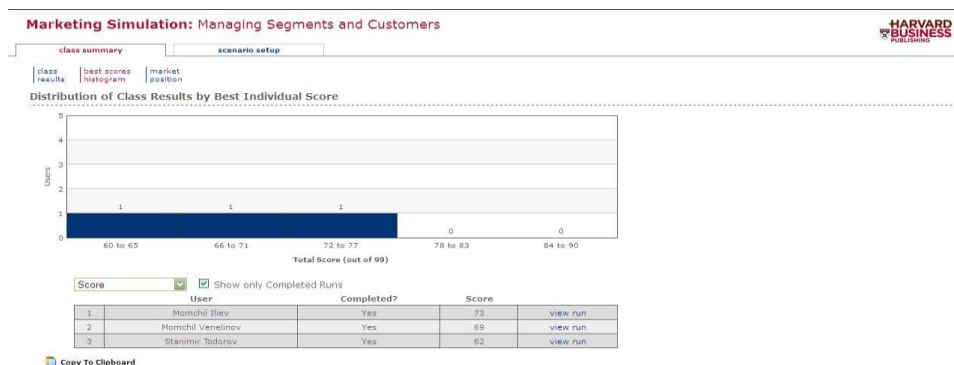 Marketing Simulation: Managing Segments and Customers
HARVARD
BUSINESS
PUBLISHING
class summary
scenario setup
class results
best scores histogram
market position
Distribution of Class Results by Best Individual Score
5
4
3
2
1
0
Users
1 1 1 0 0
60 to 65 66 to 71 72 to 77 78 to 83 84 to 90
Total Score (out of 99)
Score Show only Completed Runs
User Completed? Score
1 Momchil Iliev Yes 73 view run
2 Momchil Venelinov Yes 69 view run
3 Stanimir Todorov Yes 62 view run
Copy To Clipboard